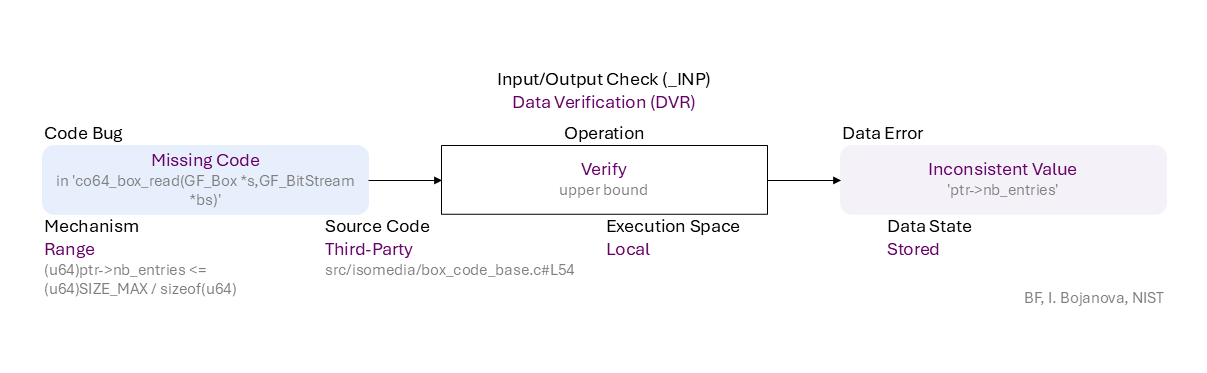 Input/Output Check (_INP)
Data Verification (DVR)
Code Bug
Operation
Data Error
Missing Code
in 'co64_box_read(GF_Box *s,GF_BitStream
*bs)'
Verify
upper bound
Inconsistent Value
'ptr->nb_entries'
Mechanism
Range
(u64)ptr->nb_entries <=
(u64)SIZE_MAX / sizeof(u64)
Source Code
Third-Party
src/isomedia/box_code_base.c#L54
Execution Space
Local
Data State
Stored
BF, I. Bojanova, NIST